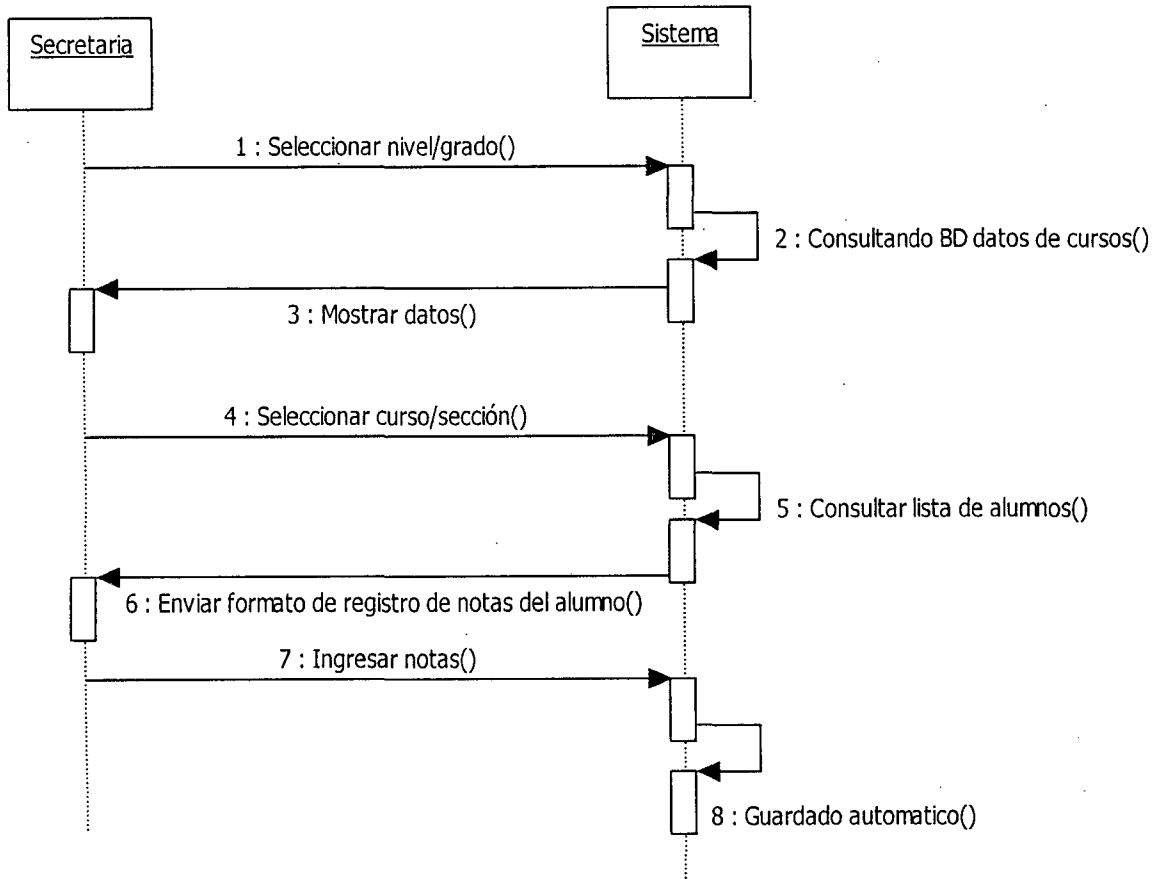 Secretaria
Sistema
1 : Seleccionar nivel/grado()
2 : Consultando BD datos de cursos()
3 : Mostrar datos()
4 : Seleccionar curso/sección()
5 : Consultar lista de alumnos()
6 : Enviar formato de registro de notas del alumno()
7 : Ingresar notas()
8 : Guardado automatico()